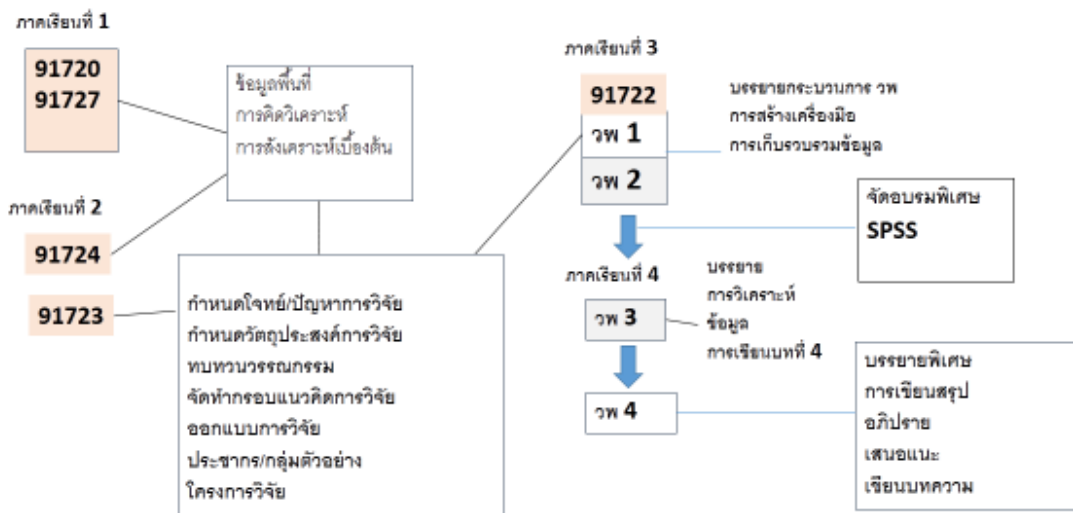 ภาคเรียนที่ 1
91720
91727
ข้อมูลพื้นที่
การคิดวิเคราะห์
การสังเคราะห์เบื้องต้น
ภาคเรียนที่ 2
91724
91723
กำหนดโจทย์/ปัญหาการวิจัย
กำหนดวัตถุประสงค์การวิจัย
ทบทวนวรรณกรรม
จัดทำกรอบแนวคิดการวิจัย
ออกแบบการวิจัย
ประชากร/กลุ่มตัวอย่าง
โครงการวิจัย
ภาคเรียนที่ 3
91722
วพ 1
วพ 2
บรรยายกระบวนการ วพ
การสร้างเครื่องมือ
การเก็บรวบรวมข้อมูล
จัดอบรมพิเศษ
SPSS
ภาคเรียนที่ 4
วพ 3
บรรยาย
การวิเคราะห์
ข้อมูล
การเขียนบทที่ 4
วพ 4
บรรยายพิเศษ
การเขียนสรุป
อภิปราย
เสนอแนะ
เขียนบทความ